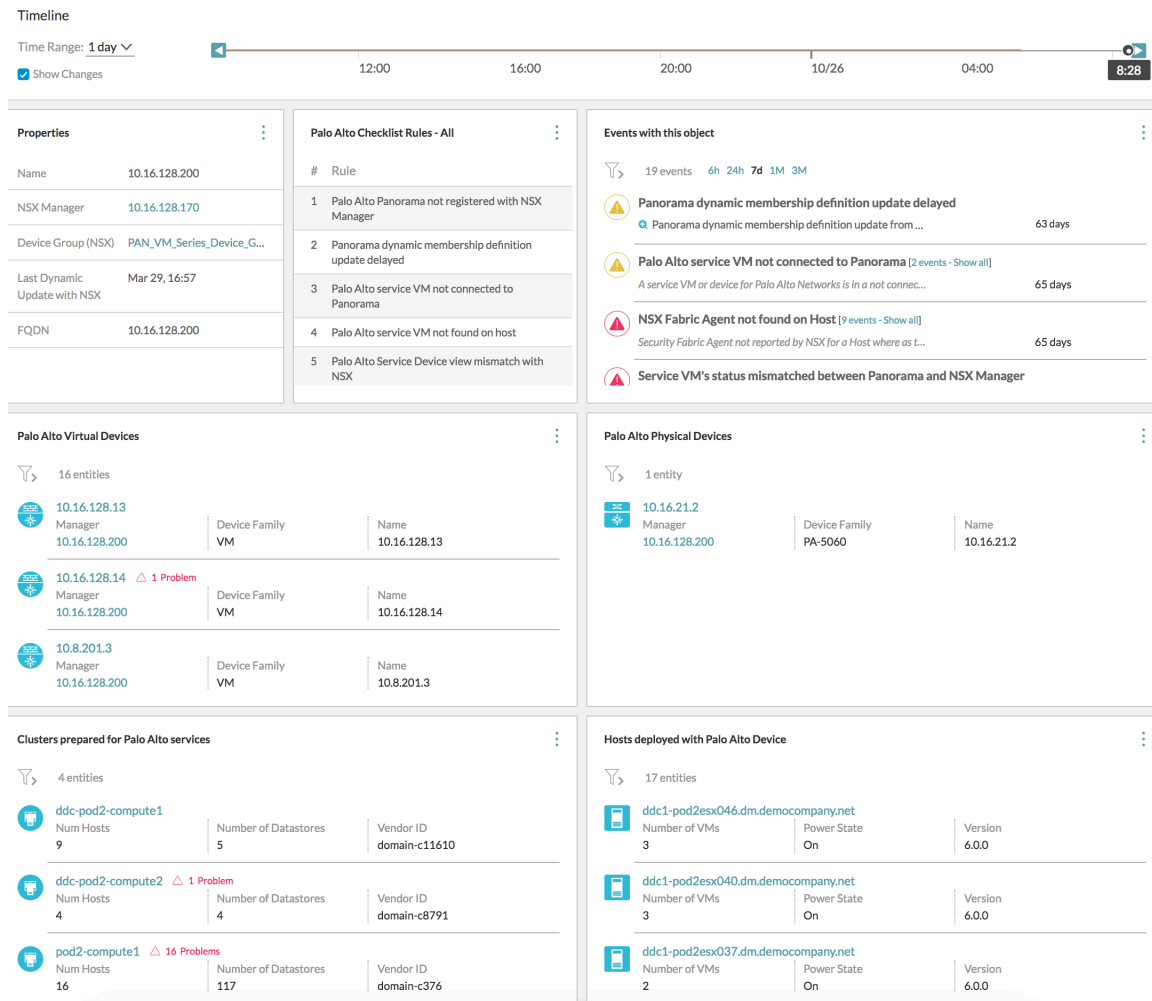 Timeline
Time Range: 1 day
Show Changes
12:00 16:00 20:00 10/26 04:00 8:28
Properties
Name 10.16.128.200
NSX Manager 10.16.128.170
Device Group (NSX) PAN_VM_Series_Device_G...
Last Dynamic Mar 29, 16:57
Update with NSX
FQDN 10.16.128.200
Palo Alto Checklist Rules - All
# Rule
1 Palo Alto Panorama not registered with NSX
Manager
2 Panorama dynamic membership definition
update delayed
3 Palo Alto service VM not connected to
Panorama
4 Palo Alto service VM not found on host
5 Palo Alto Service Device view mismatch with
NSX
Events with this object
19 events 6h 24h 7d 1M 3M
Panorama dynamic membership definition update delayed
Panorama dynamic membership definition update from ... 63 days
Palo Alto service VM not connected to Panorama [2 events - Show all]
A service VM or device for Palo Alto Networks is in a not connec... 65 days
NSX Fabric Agent not found on Host [9 events - Show all]
Security Fabric Agent not reported by NSX for a Host where as t... 65 days
Service VM's status mismatched between Panorama and NSX Manager
Palo Alto Virtual Devices
16 entities
10.16.128.13
Manager Device Family Name
10.16.128.200 VM 10.16.128.13
10.16.128.14 1 Problem
Manager Device Family Name
10.16.128.200 VM 10.16.128.14
10.8.201.3
Manager Device Family Name
10.16.128.200 VM 10.8.201.3
Palo Alto Physical Devices
1 entity
10.16.21.2
Manager Device Family Name
10.16.128.200 PA-5060 10.16.21.2
Clusters prepared for Palo Alto services
4 entities
ddc-pod2-compute1
Num Hosts Number of Datastores Vendor ID
9 5 domain-c11610
ddc-pod2-compute2 1 Problem
Num Hosts Number of Datastores Vendor ID
4 4 domain-c8791
pod2-compute1 16 Problems
Num Hosts Number of Datastores Vendor ID
16 117 domain-c376
Hosts deployed with Palo Alto Device
17 entities
ddc1-pod2esx046.dm.democompany.net
Number of VMs Power State Version
3 On 6.0.0
ddc1-pod2esx040.dm.democompany.net
Number of VMs Power State Version
3 On 6.0.0
ddc1-pod2esx037.dm.democompany.net
Number of VMs Power State Version
2 On 6.0.0